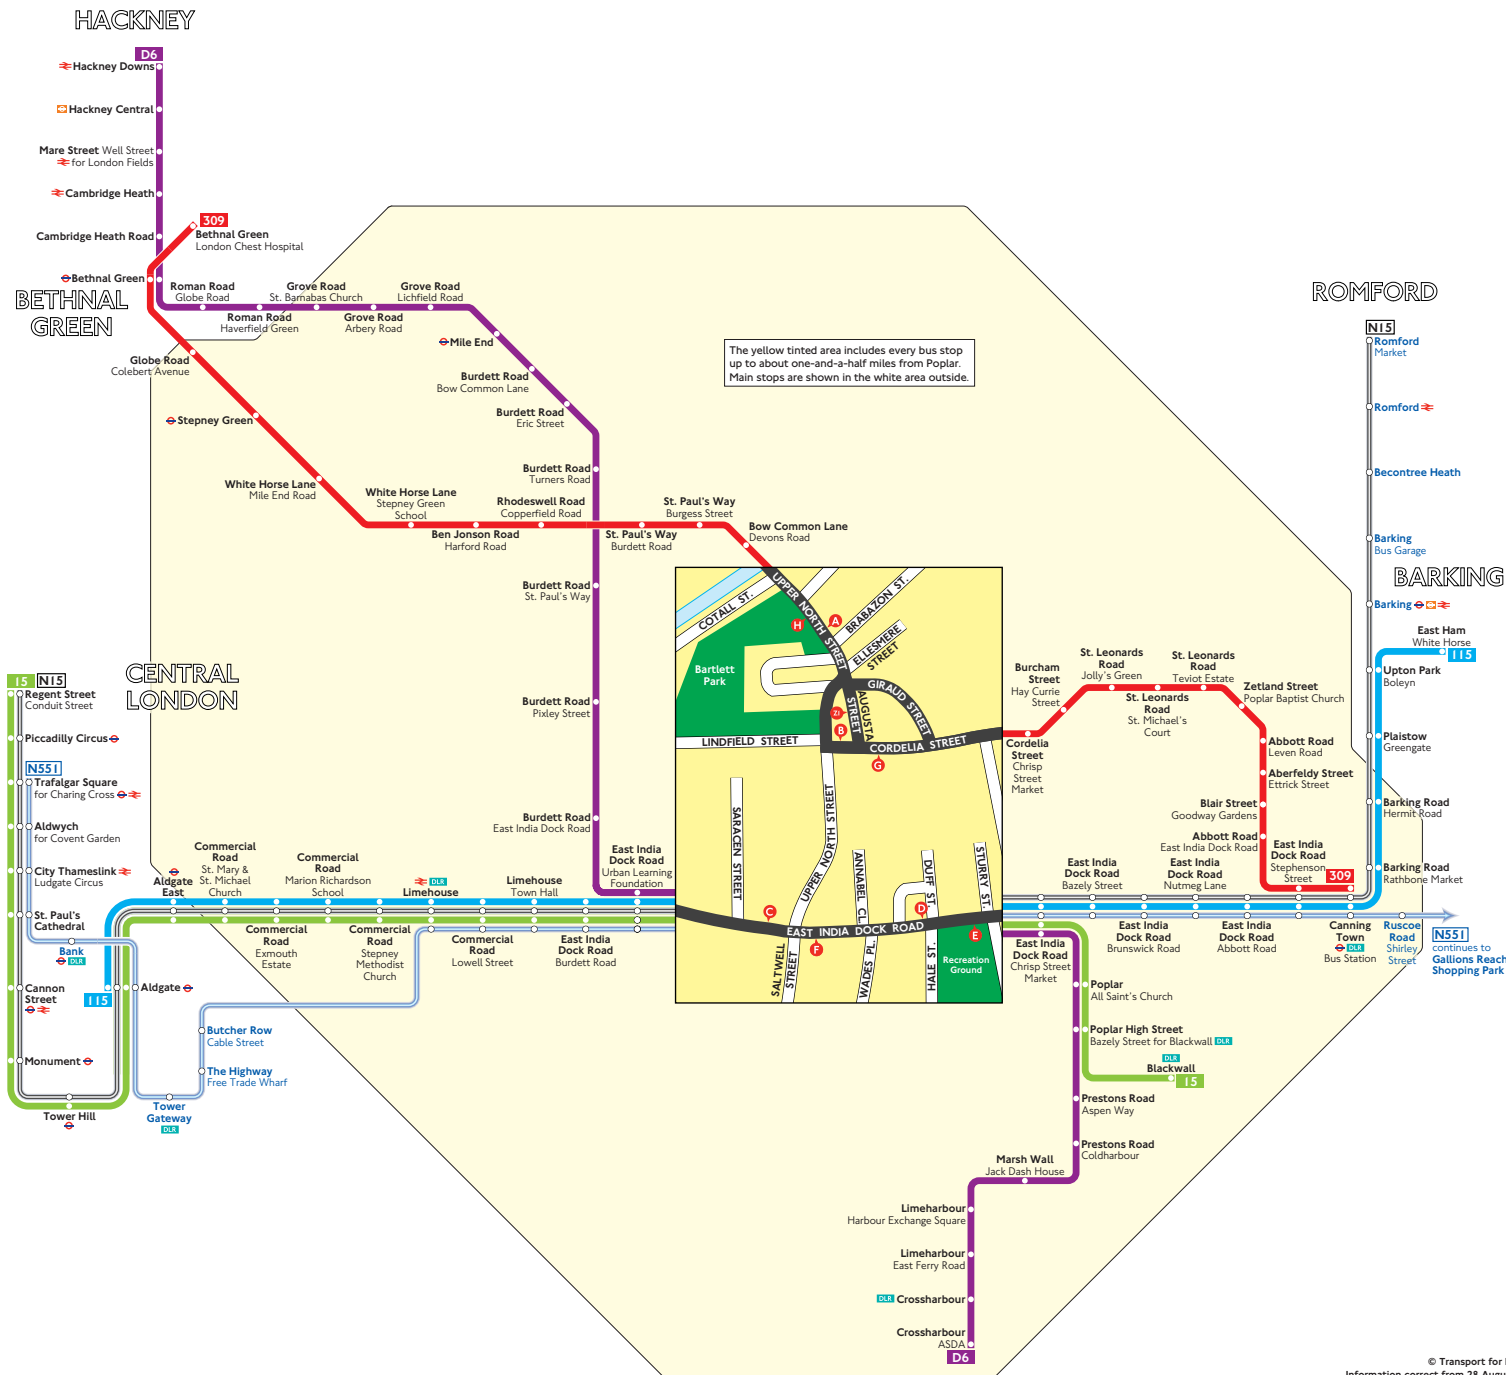 HACKNEY
D6
Hackney Downs
Hackney Central
Mare Street Well Street
for London Fields
Cambridge Heath
Cambridge Heath Road
Bethnal Green
309
Bethnal Green
London Chest Hospital
BETHNAL
GREEN
Roman Road
Globe Road
Roman Road
Haverfield Green
Grove Road
St. Barnabas Church
Grove Road
Arbery Road
Grove Road
Lichfield Road
Mile End
Burdett Road
Bow Common Lane
Burdett Road
Eric Street
Burdett Road
Turners Road
Burdett Road
St. Paul's Way
Burdett Road
Pixley Street
Burdett Road
East India Dock Road
East India
Dock Road
Urban Learning
Foundation
Globe Road
Colebert Avenue
Stepney Green
White Horse Lane
Mile End Road
White Horse Lane
Stepney Green
School
Ben Jonson Road
Harford Road
Rhodeswell Road
Copperfield Road
St. Paul's Way
Burdett Road
St. Paul's Way
Burgess Street
Bow Common Lane
Devons Road
The yellow tinted area includes every bus stop
up to about one-and-a-half miles from Poplar.
Main stops are shown in the white area outside.
ROMFORD
N15
Romford
Market
Romford
Becontree Heath
Barking
Bus Garage
BARKING
Barking
East Ham
White Horse
115
Upton Park
Boleyn
Plaistow
Greengate
Barking Road
Hermit Road
Barking Road
Rathbone Market
CENTRAL
LONDON
15
N15
Regent Street
Conduit Street
Piccadilly Circus
N551
Trafalgar Square
for Charing Cross
Aldwych
for Covent Garden
City Thameslink
Ludgate Circus
St. Paul's
Cathedral
Bank
DLR
Cannon
Street
115
Aldgate
Monument
Tower Hill
Tower
Gateway
DLR
Butcher Row
Cable Street
The Highway
Free Trade Wharf
Aldgate
East
Commercial
Road
St. Mary &
St. Michael
Church
Commercial
Road
Exmouth
Estate
Commercial
Road
Marion Richardson
School
Commercial
Road
Stepney
Methodist
Church
DLR
Limehouse
Commercial
Road
Lowell Street
Limehouse
Town Hall
East India
Dock Road
Burdett Road
COTALL ST.
UPPER NORTH STREET
BRABAZON ST.
ELLESMERE
STREET
H
A
Bartlett
Park
GIRAUD STREET
AUGUSTA
STREET
ZI
B
LINDFIELD STREET
CORDELIA STREET
G
SARACEN STREET
UPPER NORTH STREET
ANNABEL CL.
DUFF ST.
STURRY ST.
C
D
EAST INDIA DOCK ROAD
F
E
SALTWELL
STREET
WADES PL.
HALE ST.
Recreation
Ground
Cordelia
Street
Chrisp
Street
Market
Burcham
Street
Hay Currie
Street
St. Leonards
Road
Jolly's Green
St. Leonards
Road
St. Michael's
Court
St. Leonards
Road
Teviot Estate
Zetland Street
Poplar Baptist Church
Abbott Road
Leven Road
Aberfeldy Street
Ettrick Street
Blair Street
Goodway Gardens
Abbott Road
East India Dock Road
East India
Dock Road
Stephenson
Street
309
East India
Dock Road
Bazely Street
East India
Dock Road
Nutmeg Lane
East India
Dock Road
Chrisp Street
Market
East India
Dock Road
Brunswick Road
East India
Dock Road
Abbott Road
Canning
Town
DLR
Bus Station
Ruscoe
Road
Shirley
Street
N551
continues to
Gallions Reach
Shopping Park
Poplar
All Saint's Church
Poplar High Street
Bazely Street for Blackwall DLR
DLR
Blackwall
15
Prestons Road
Aspen Way
Prestons Road
Coldharbour
Marsh Wall
Jack Dash House
Limeharbour
Harbour Exchange Square
Limeharbour
East Ferry Road
DLR Crossharbour
Crossharbour
ASDA
D6
© Transport for
Information correct from 28